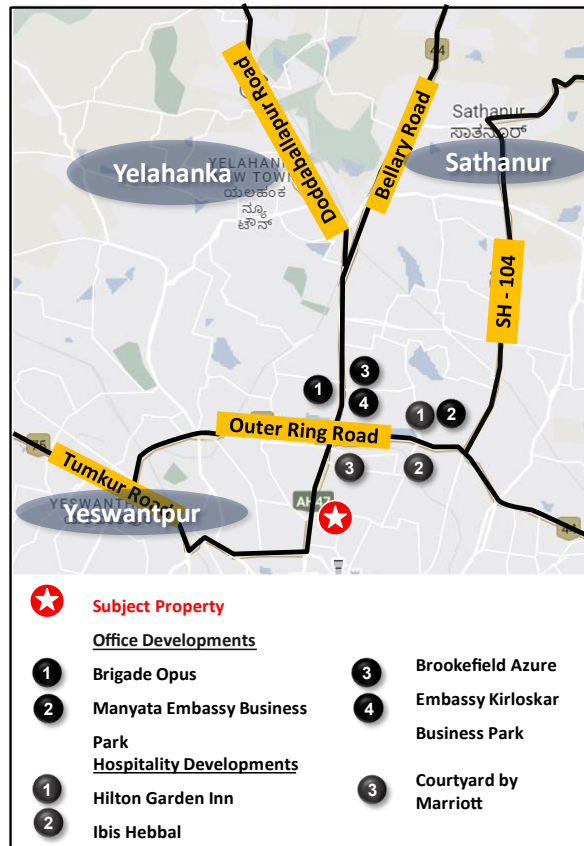 44
Doddaballapur Road
Bellary Road
Sathanur
ಸಾತನೂರ್
Yelahanka
Sathanur
YELAHANKA
NEW TOWN
ಯಲಹಂಕ
ನ್ಯೂ
ಟೌನ್
SH - 104
3
1
4
1
2
Outer Ring Road
75
Tumkur Road
3
2
Yeswantpur
AH47
44
Subject Property
Office Developments
1 Brigade Opus
3 Brookefield Azure
2 Manyata Embassy Business
Park
4 Embassy Kirloskar
Business Park
Hospitality Developments
1 Hilton Garden Inn
3 Courtyard by
Marriott
2 Ibis Hebbal